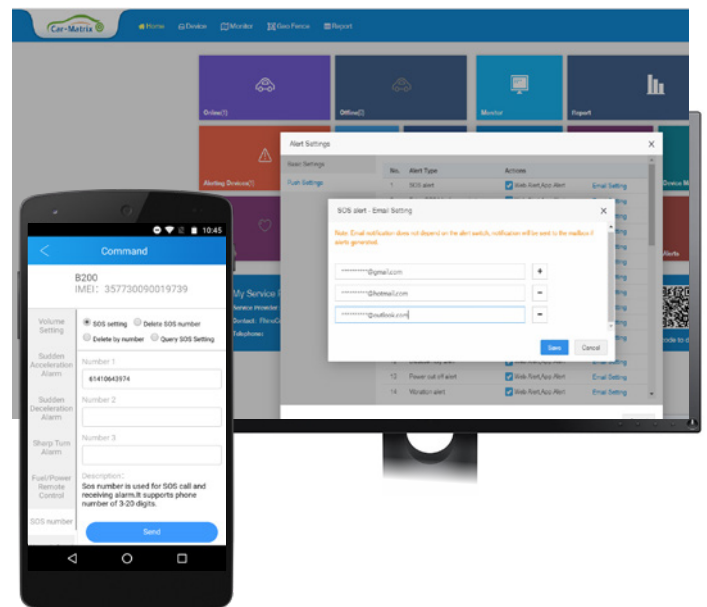 Car-Matrix
Home
Device
Monitor
Geo Fence
Report
Online(1)
Offline(0)
Monitor
Report
Alerting Devices(1)
Device M
Alerts
My Service
Service Provider
Contact:
Telephone:
Alert Settings
X
Push Settings
No. Alert Type Actions
1 SOS alert Web Alert,App Alert Email Setting
SOS alert - Email Setting X
Note: Email notification does not depend on the alert switch, notification will be sent to the mailbox if
alerts generated.
**********@gmail.com +
**********@hotmail.com -
**********@outlook.com -
Save Cancel
13 Power cut off alert Web Alert,App Alert Email Setting
14 Vibration alert Web Alert,App Alert Email Setting
10:45
Command
B200
IMEI: 357730090019739
Volume
Setting
Sudden
Acceleration
Alarm
Sudden
Deceleration
Alarm
Sharp Turn
Alarm
Fuel/Power
Remote
Control
SOS number
SOS setting Delete SOS number
Delete by number Query SOS Setting
Number 1
61410643974
Number 2
Number 3
Description:
Sos number is used for SOS call and
receiving alarm.It supports phone
number of 3-20 digits.
Send